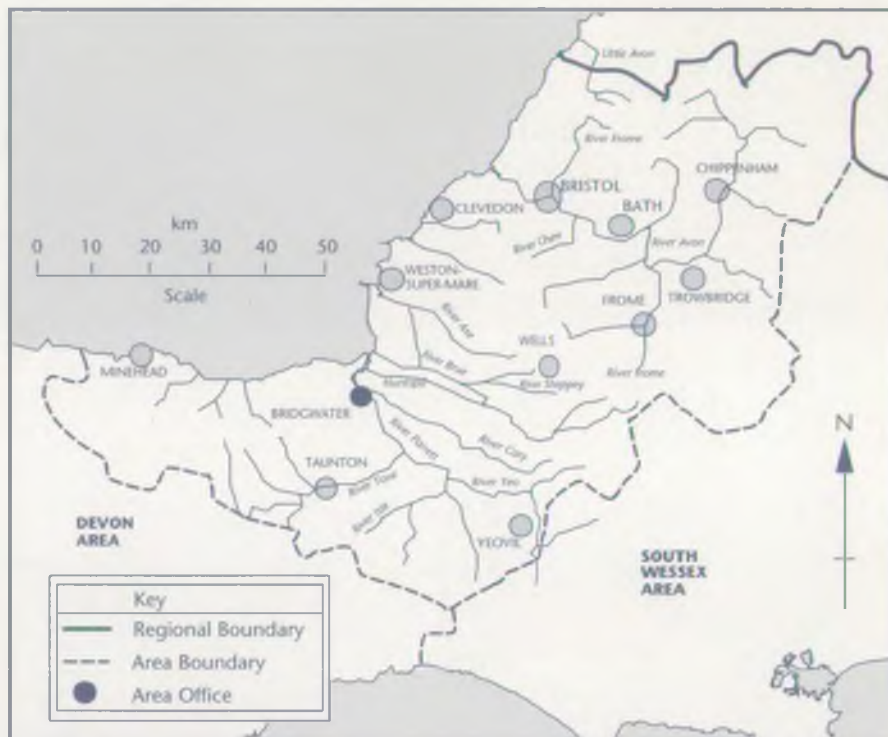 Little Avon
River Frome
CHIPPENHAM
BRISTOL
BATH
CLEVEDON
River Chew
River Avon
km
0 10 20 30 40 50
Scale
WESTON-
SUPER-MARE
TROWBRIDGE
FROME
River Axe
WELLS
River Brue
River Sheppey
River Frome
Huntspill
MINEHEAD
BRIDGWATER
N
River Parrett
River Cary
TAUNTON
River Tone
River Yeo
DEVON
AREA
YEOVIL
SOUTH
WESSEX
AREA
Key
Regional Boundary
Area Boundary
Area Office